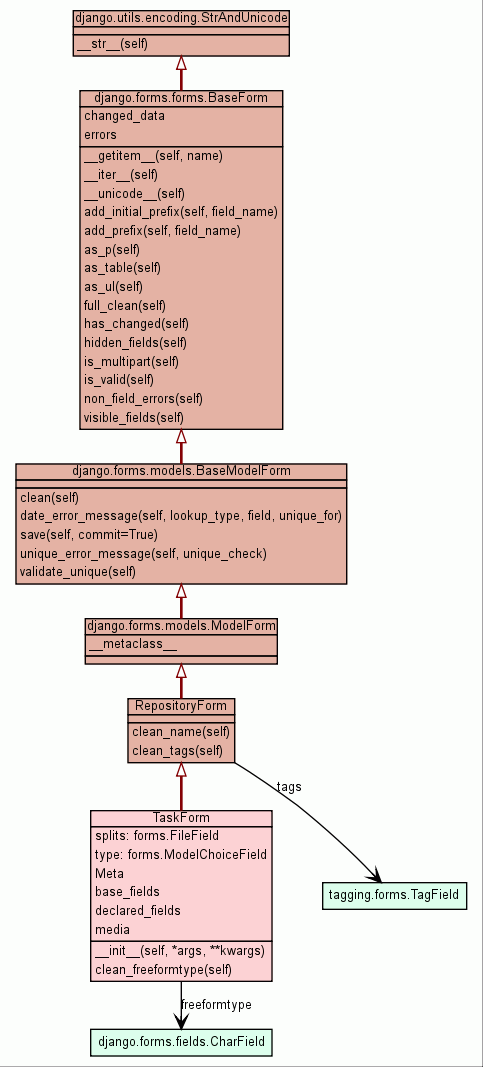 django.utils.encoding.StrAndUnicode
__str__(self)
django.forms.forms.BaseForm
changed_data
errors
__getitem__(self, name)
__iter__(self)
__unicode__(self)
add_initial_prefix(self, field_name)
add_prefix(self, field_name)
as_p(self)
as_table(self)
as_ul(self)
full_clean(self)
has_changed(self)
hidden_fields(self)
is_multipart(self)
is_valid(self)
non_field_errors(self)
visible_fields(self)
django.forms.models.BaseModelForm
clean(self)
date_error_message(self, lookup_type, field, unique_for)
save(self, commit=True)
unique_error_message(self, unique_check)
validate_unique(self)
django.forms.models.ModelForm
__metaclass__
RepositoryForm
clean_name(self)
clean_tags(self)
tags
TaskForm
splits: forms.FileField
type: forms.ModelChoiceField
Meta
base_fields
declared_fields
media
__init__(self, *args, **kwargs)
clean_freeformtype(self)
tagging.forms.TagField
freeformtype
django.forms.fields.CharField